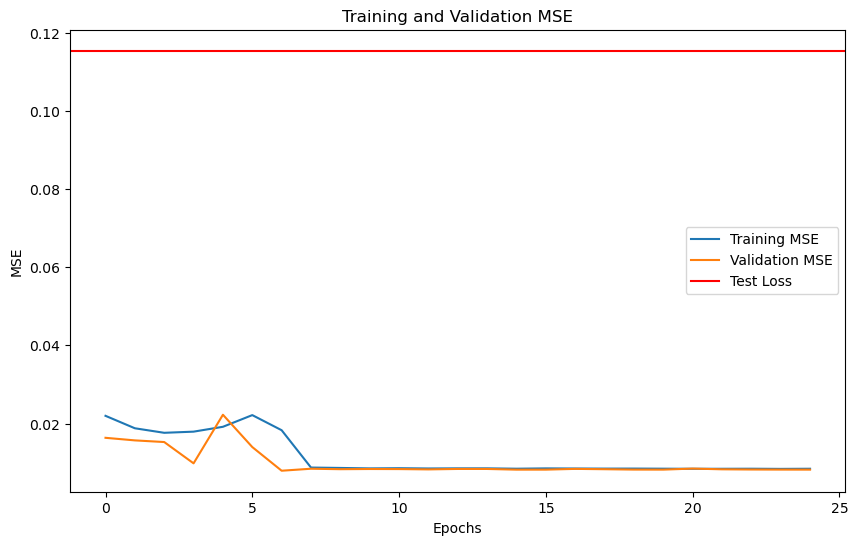 Training and Validation MSE
0.12
0.10
0.08
0.06
0.04
0.02
MSE
Training MSE
Validation MSE
Test Loss
0 5 10 15 20 25
Epochs